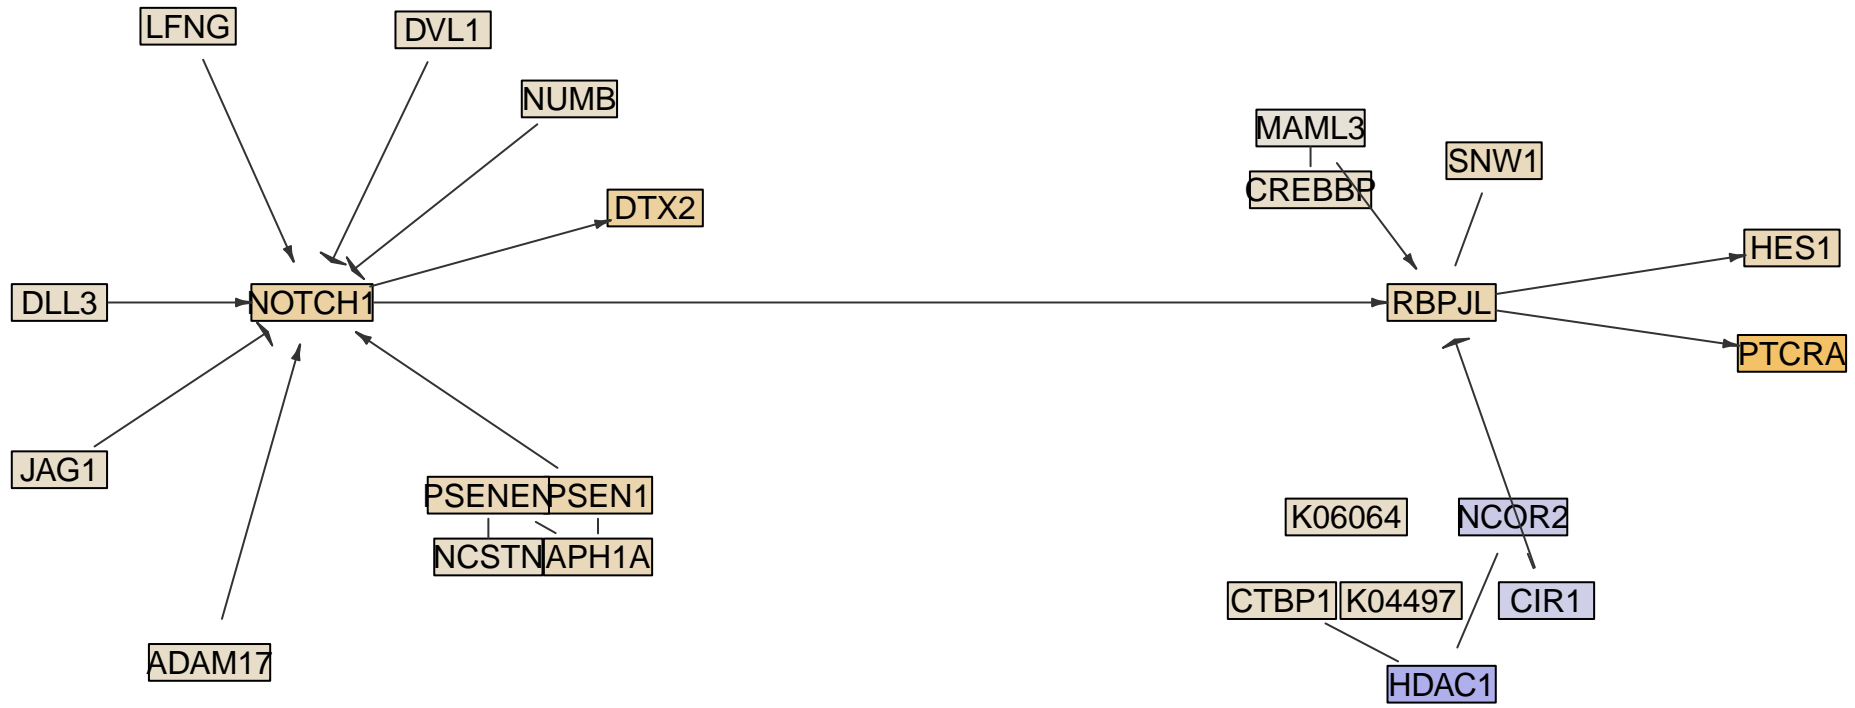 LFNG
DVL1
NUMB
MAML3
SNW1
CREBBP
DTX2
HES1
DLL3
NOTCH1
RBPJL
PTCRA
JAG1
PSENEN
PSEN1
K06064
NCOR2
NCSTN
APH1A
CTBP1
K04497
CIR1
ADAM17
HDAC1